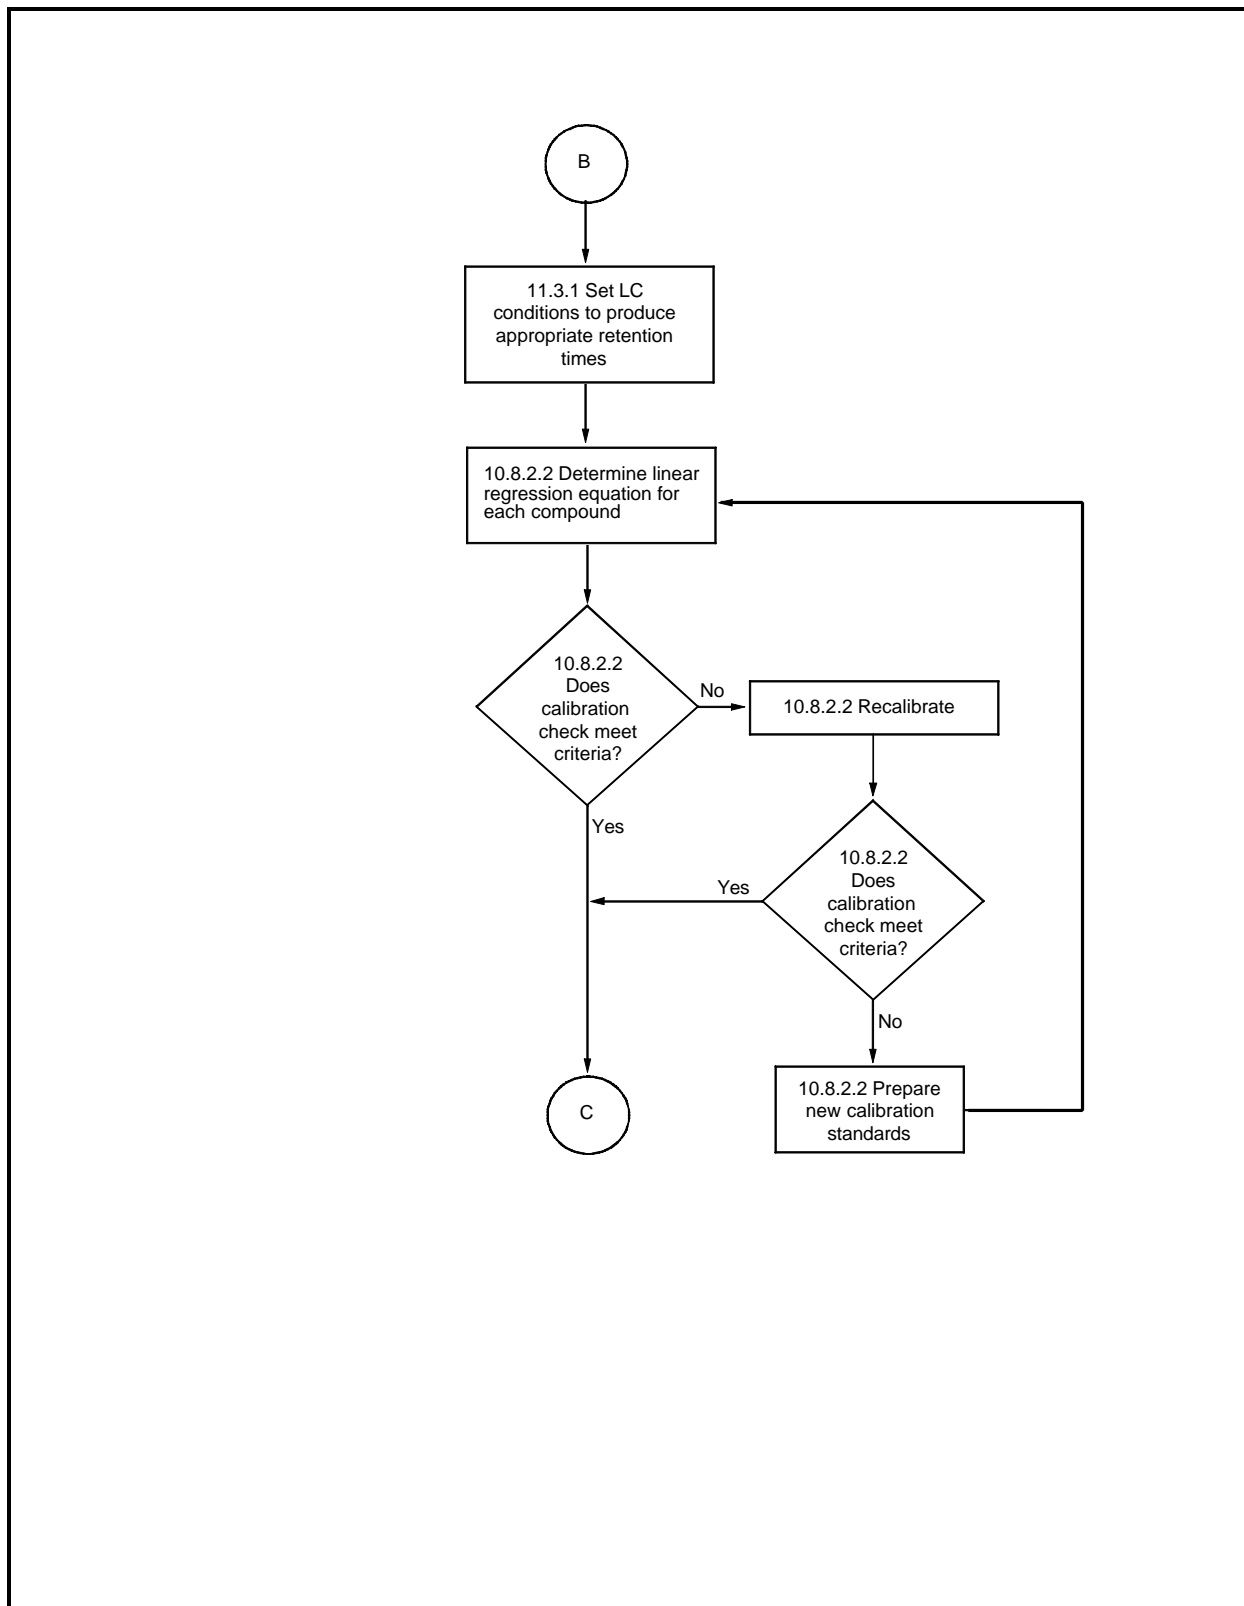 B
11.3.1 Set LC
conditions to produce
appropriate retention
times
10.8.2.2 Determine linear
regression equation for
each compound
10.8.2.2
Does
calibration
check meet
criteria?
No
10.8.2.2 Recalibrate
Yes
10.8.2.2
Does
calibration
check meet
criteria?
Yes
No
C
10.8.2.2 Prepare
new calibration
standards